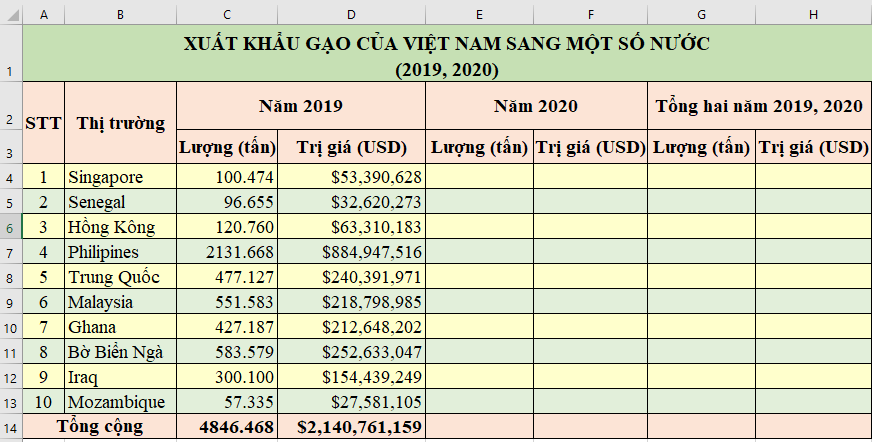 A B C D E F G H
1 XUẤT KHẨU GẠO CỦA VIỆT NAM SANG MỘT SỐ NƯỚC
(2019, 2020)
2 STT Thị trường Năm 2019 Năm 2020 Tổng hai năm 2019, 2020
3 Lượng (tấn) Trị giá (USD) Lượng (tấn) Trị giá (USD) Lượng (tấn) Trị giá (USD)
4 1 Singapore 100.474 $53,390,628
5 2 Senegal 96.655 $32,620,273
6 3 Hồng Kông 120.760 $63,310,183
7 4 Philipines 2131.668 $884,947,516
8 5 Trung Quốc 477.127 $240,391,971
9 6 Malaysia 551.583 $218,798,985
10 7 Ghana 427.187 $212,648,202
11 8 Bờ Biển Ngà 583.579 $252,633,047
12 9 Iraq 300.100 $154,439,249
13 10 Mozambique 57.335 $27,581,105
14 Tổng cộng 4846.468 $2,140,761,159